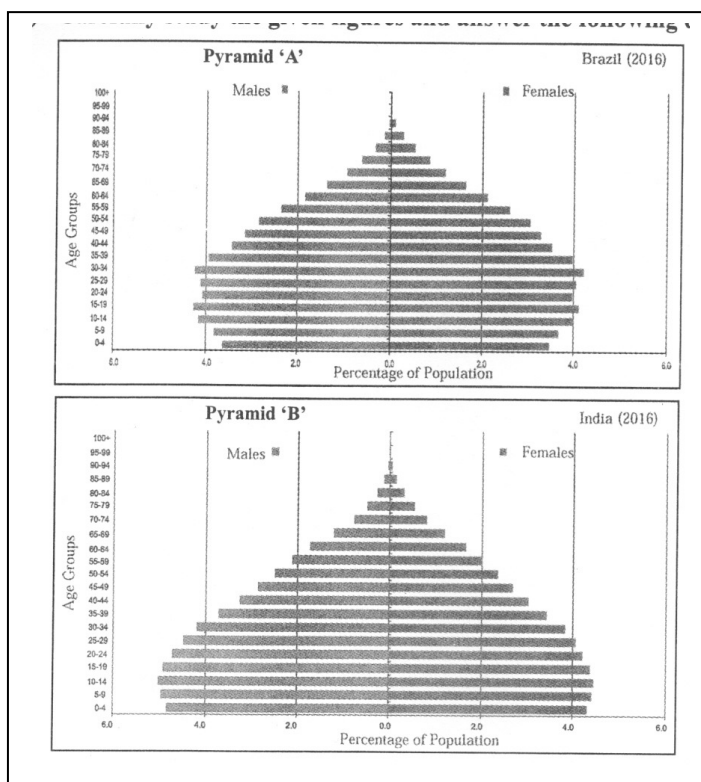 given figures and answer the following
Pyramid 'A'
Brazil (2016)
Males
Females
Age Groups
100+
95-99
90-94
85-89
80-84
75-79
70-74
65-69
60-64
55-59
50-54
45-49
40-44
35-39
30-34
25-29
20-24
15-19
10-14
5-9
0-4
6.0 4.0 2.0 0.0 2.0 4.0 6.0
Percentage of Population
Pyramid 'B'
India (2016)
Males
Females
Age Groups
100+
95-99
90-94
85-89
80-84
75-79
70-74
65-69
60-64
55-59
50-54
45-49
40-44
35-39
30-34
25-29
20-24
15-19
10-14
5-9
0-4
6.0 4.0 2.0 0.0 2.0 4.0 6.0
Percentage of Population